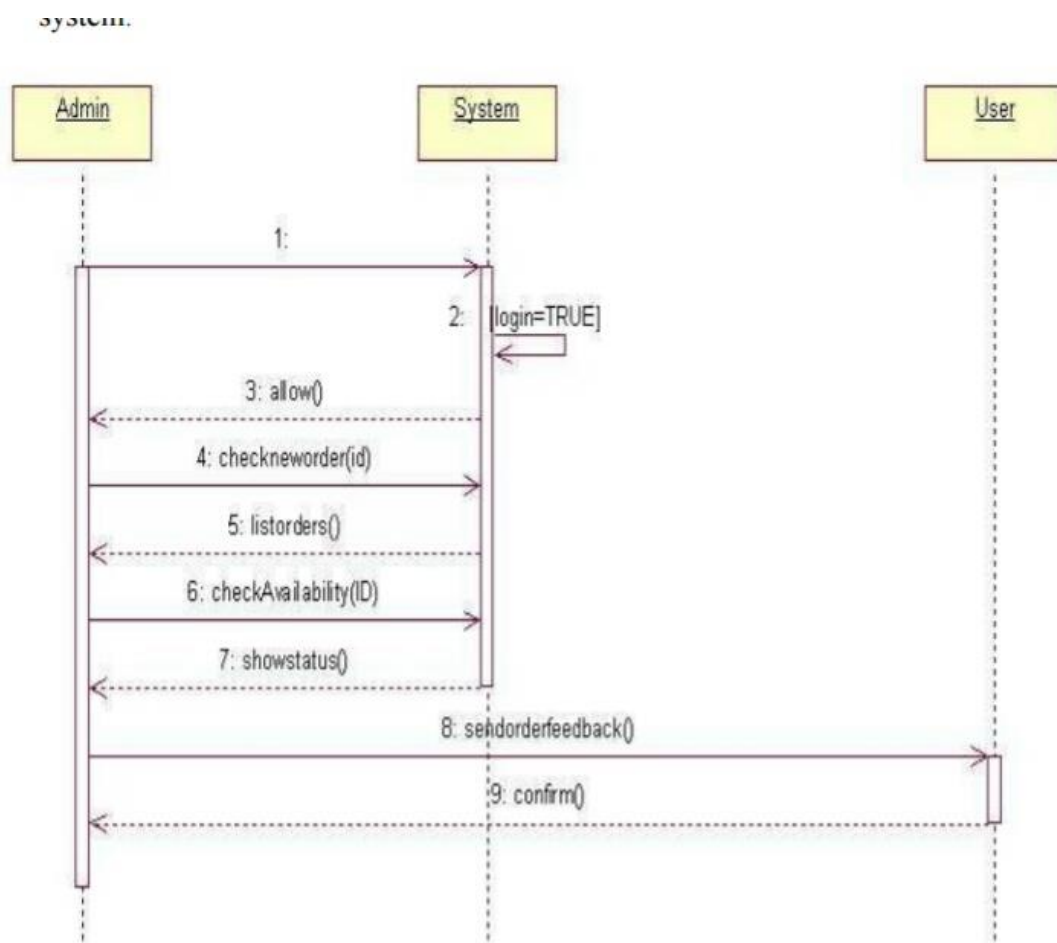 system.
Admin
System
User
1:
2: [login=TRUE]
3: allow()
4: checkneworder(id)
5: listorders()
6: checkAvailability(ID)
7: showstatus()
8: sendorderfeedback()
9: confirm()